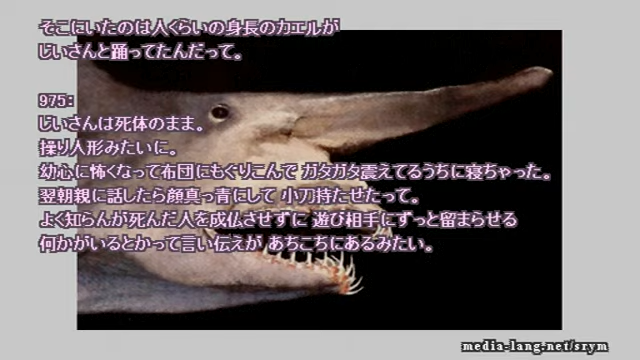 そこにいたのは人くらいの身長のカエルが
じいさんと踊ってたんだって。
975:
じいさんは死体のまま。
操り人形みたいに。
幼心に怖くなって布団にもぐりこんで ガタガタ震えてるうちに寝ちゃった。
翌朝親に話したら顔真っ青にして 小刀持たせたって。
よく知らんが死んだ人を成仏させずに 遊び相手にずっと留まらせる
何かがいるとかって言い伝えが あちこちにあるみたい。
media-lang-net/srym